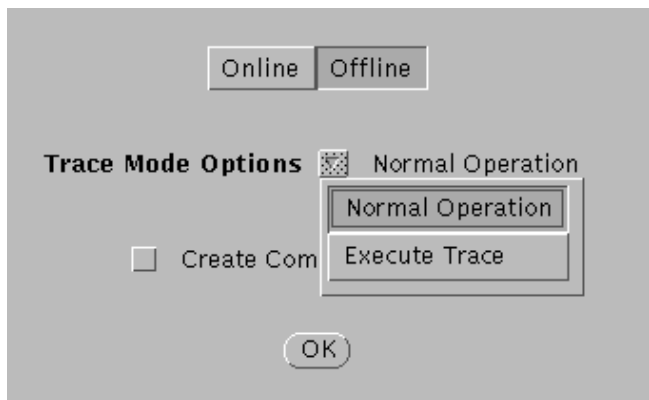 Online Offline
Trace Mode Options Normal Operation
Normal Operation
Create Com Execute Trace
OK